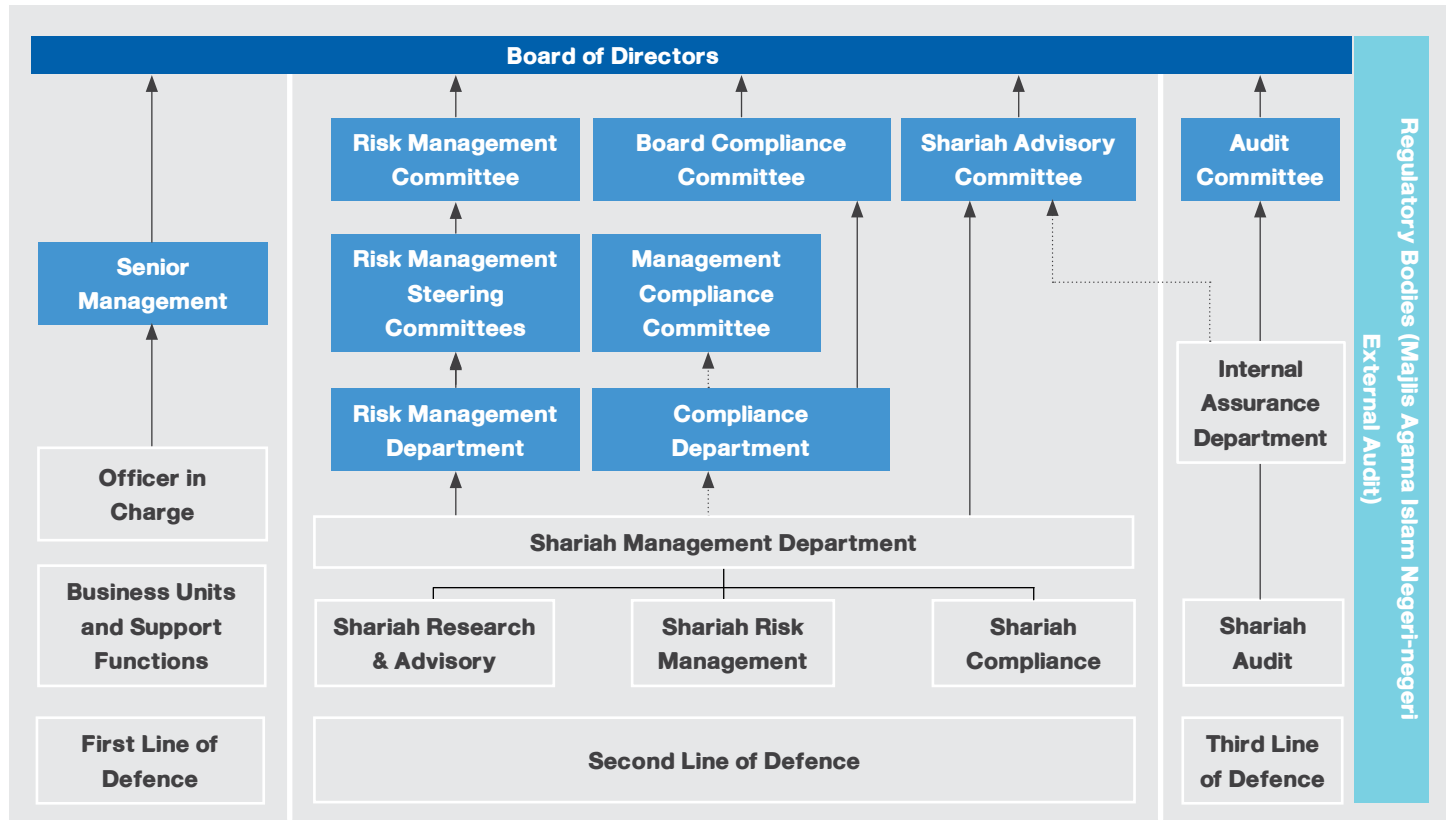 Board of Directors
Risk Management
Committee
Board Compliance
Committee
Shariah Advisory
Committee
Audit
Committee
Senior
Management
Risk Management
Steering
Committees
Management
Compliance
Committee
Internal
Assurance
Department
Risk Management
Department
Compliance
Department
Officer in
Charge
Shariah Management Department
Business Units
and Support
Functions
Shariah Research
& Advisory
Shariah Risk
Management
Shariah
Compliance
Shariah
Audit
First Line of
Defence
Second Line of Defence
Third Line
of Defence
Regulatory Bodies (Majlis Agama Islam Negeri-negeri
External Audit)